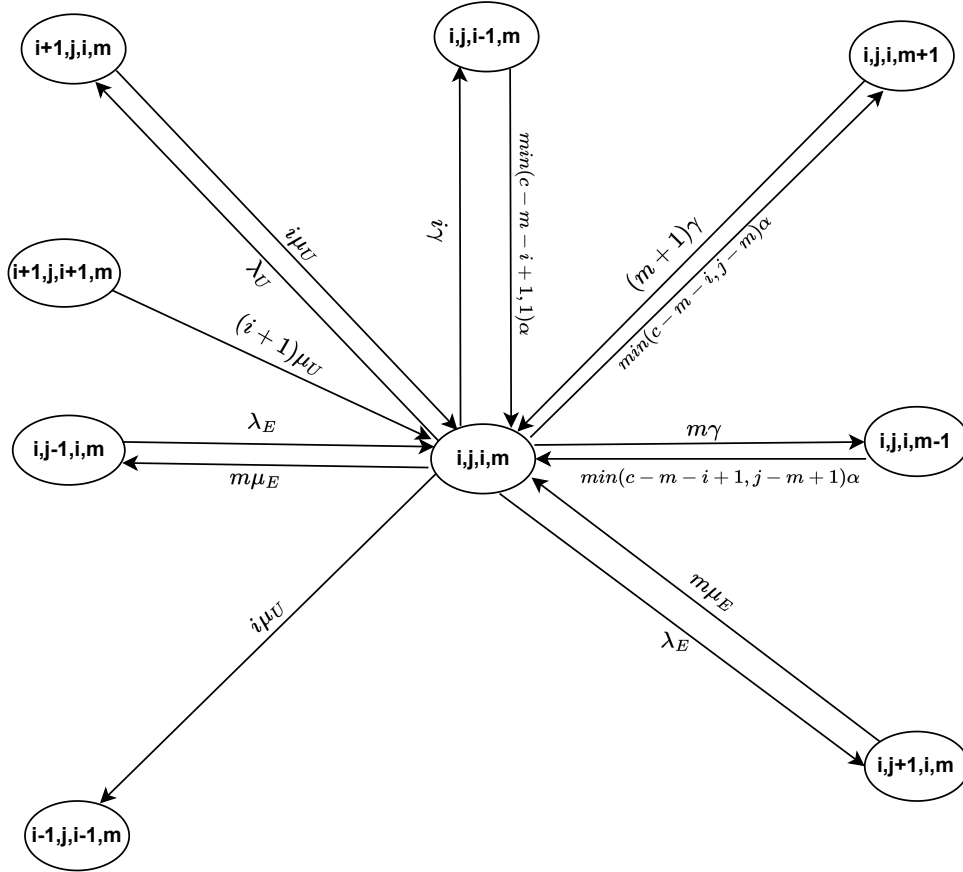 i+1,j,i,m
i,j,i-1,m
i,j,i,m+1
iμ_U
λ_U
iγ
min(c − m − i + 1, 1)α
(m + 1)γ
min(c − m − i, j − m)α
i+1,j,i+1,m
(i + 1)μ_U
i,j-1,i,m
λ_E
mμ_E
i,j,i,m
mγ
min(c − m − i + 1, j − m + 1)α
i,j,i,m-1
iμ_U
mμ_E
λ_E
i,j+1,i,m
i-1,j,i-1,m